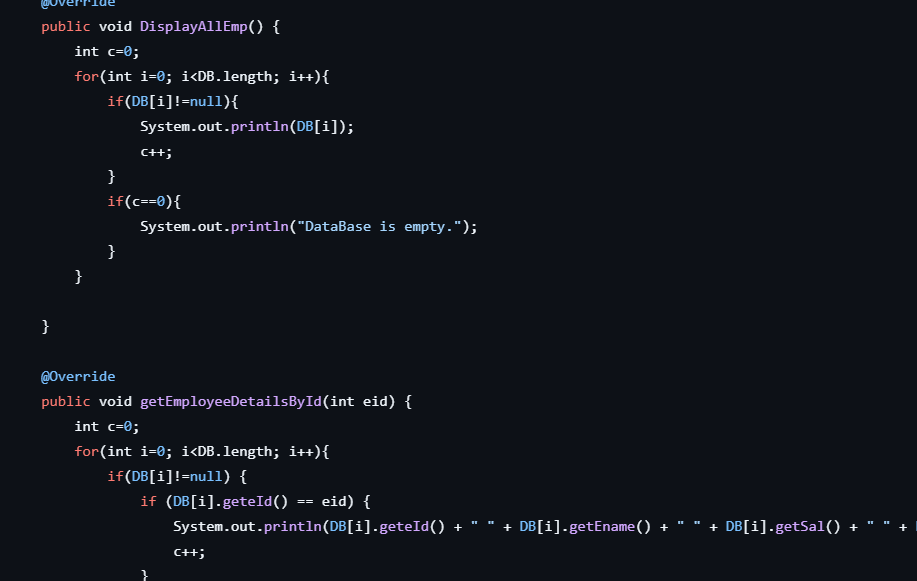 @Override
public void DisplayAllEmp() {
int c=0;
for(int i=0; i<DB.length; i++){
if(DB[i]!=null){
System.out.println(DB[i]);
c++;
}
if(c==0){
System.out.println("DataBase is empty.");
}
}
}
@Override
public void getEmployeeDetailsById(int eid) {
int c=0;
for(int i=0; i<DB.length; i++){
if(DB[i]!=null) {
if (DB[i].geteId() == eid) {
System.out.println(DB[i].geteId() + " " + DB[i].getEname() + " " + DB[i].getSal() + " " +
c++;
}